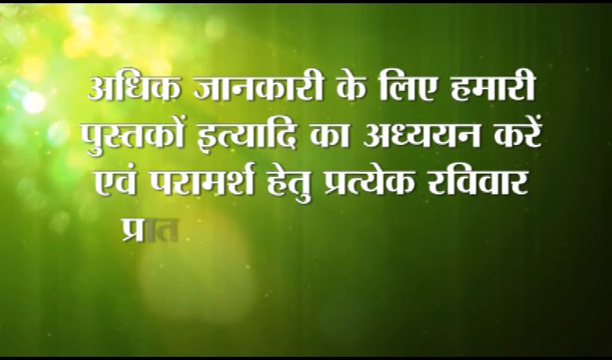 अधिक जानकारी के लिए हमारी
पुस्तकों इत्यादि का अध्ययन करें
एवं परामर्श हेतु प्रत्येक रविवार
प्रात